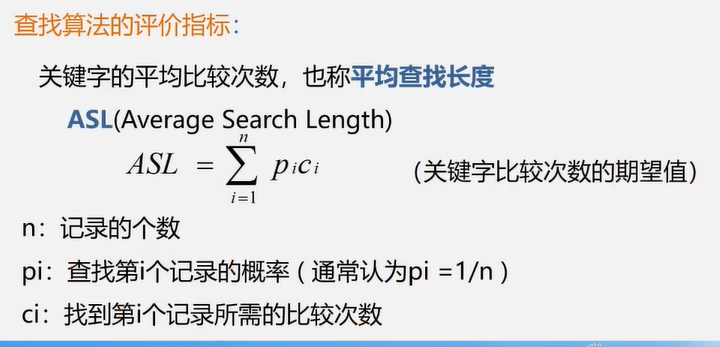 查找算法的评价指标：
关键字的平均比较次数，也称平均查找长度
ASL(Average Search Length)
ASL = \sum_{i=1}^{n} p_i c_i （关键字比较次数的期望值）
n：记录的个数
pi：查找第i个记录的概率 ( 通常认为pi =1/n )
ci：找到第i个记录所需的比较次数